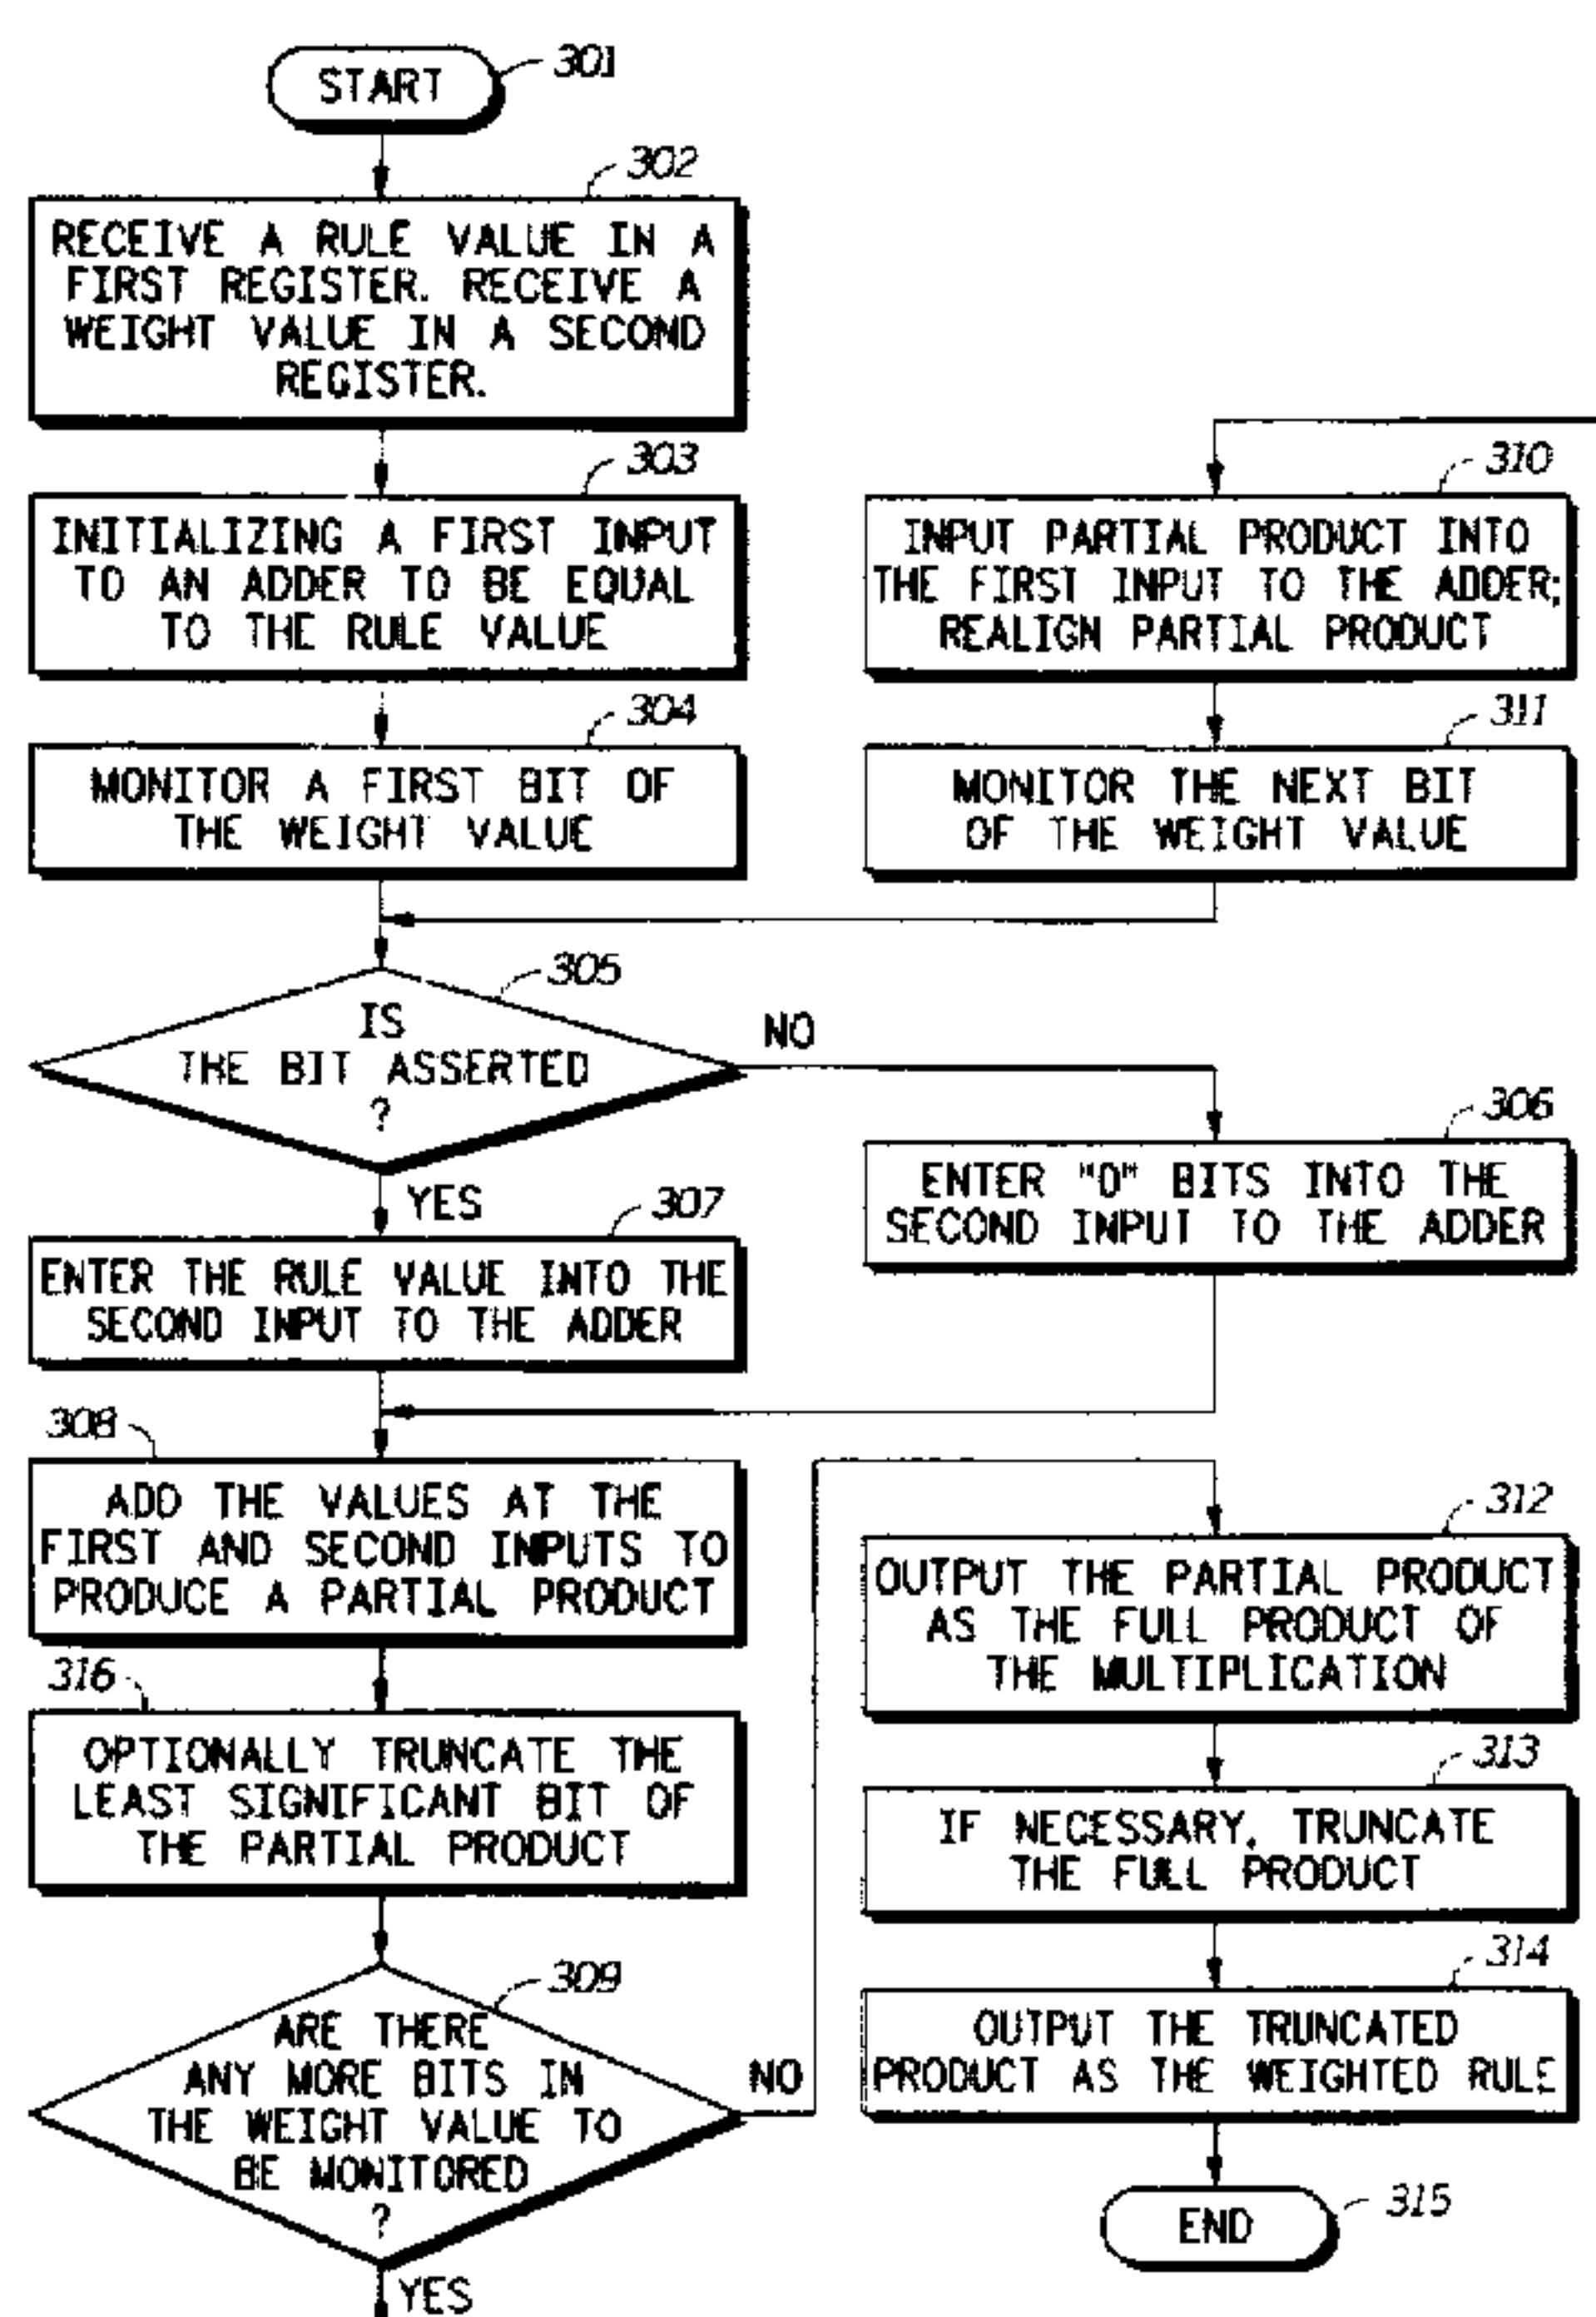 START
301
302
RECEIVE A RULE VALUE IN A
FIRST REGISTER. RECEIVE A
WEIGHT VALUE IN A SECOND
REGISTER.
303
INITIALIZING A FIRST INPUT
TO AN ADDER TO BE EQUAL
TO THE RULE VALUE
304
MONITOR A FIRST BIT OF
THE WEIGHT VALUE
310
INPUT PARTIAL PRODUCT INTO
THE FIRST INPUT TO THE ADDER;
REALIGN PARTIAL PRODUCT
311
MONITOR THE NEXT BIT
OF THE WEIGHT VALUE
305
IS
THE BIT ASSERTED
?
NO
YES
306
ENTER "0" BITS INTO THE
SECOND INPUT TO THE ADDER
307
ENTER THE RULE VALUE INTO THE
SECOND INPUT TO THE ADDER
308
ADD THE VALUES AT THE
FIRST AND SECOND INPUTS TO
PRODUCE A PARTIAL PRODUCT
316
OPTIONALLY TRUNCATE THE
LEAST SIGNIFICANT BIT OF
THE PARTIAL PRODUCT
309
ARE THERE
ANY MORE BITS IN
THE WEIGHT VALUE TO
BE MONITORED
?
NO
YES
312
OUTPUT THE PARTIAL PRODUCT
AS THE FULL PRODUCT OF
THE MULTIPLICATION
313
IF NECESSARY, TRUNCATE
THE FULL PRODUCT
314
OUTPUT THE TRUNCATED
PRODUCT AS THE WEIGHTED RULE
END
315